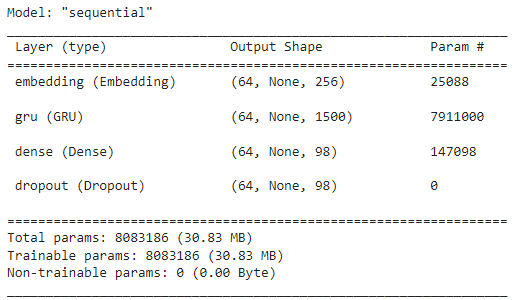 Model: "sequential"
_________________________________________________________________
Layer (type) Output Shape Param #
=================================================================
embedding (Embedding) (64, None, 256) 25088
gru (GRU) (64, None, 1500) 7911000
dense (Dense) (64, None, 98) 147098
dropout (Dropout) (64, None, 98) 0
=================================================================
Total params: 8083186 (30.83 MB)
Trainable params: 8083186 (30.83 MB)
Non-trainable params: 0 (0.00 Byte)
_________________________________________________________________